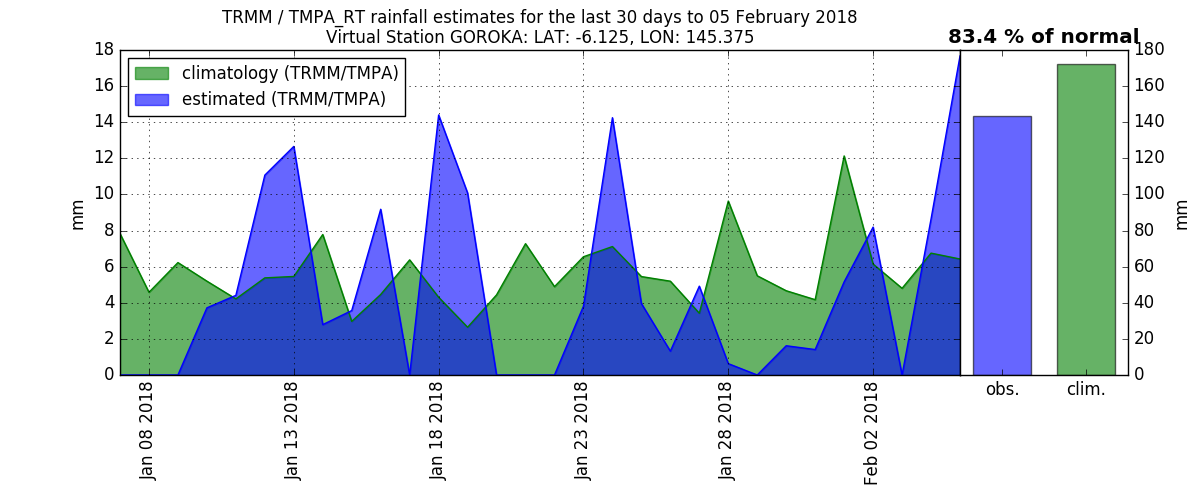 TRMM / TMPA_RT rainfall estimates for the last 30 days to 05 February 2018
Virtual Station GOROKA: LAT: -6.125, LON: 145.375
83.4 % of normal
climatology (TRMM/TMPA)
estimated (TRMM/TMPA)
mm
18
16
14
12
10
8
6
4
2
0
Jan 08 2018
Jan 13 2018
Jan 18 2018
Jan 23 2018
Jan 28 2018
Feb 02 2018
obs.
clim.
180
160
140
120
100
80
60
40
20
0
mm